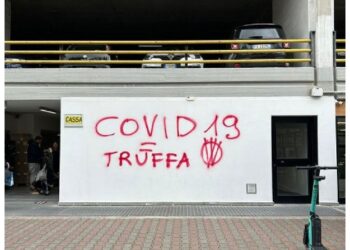 CASSA
COVID 19
=
TRUFFA